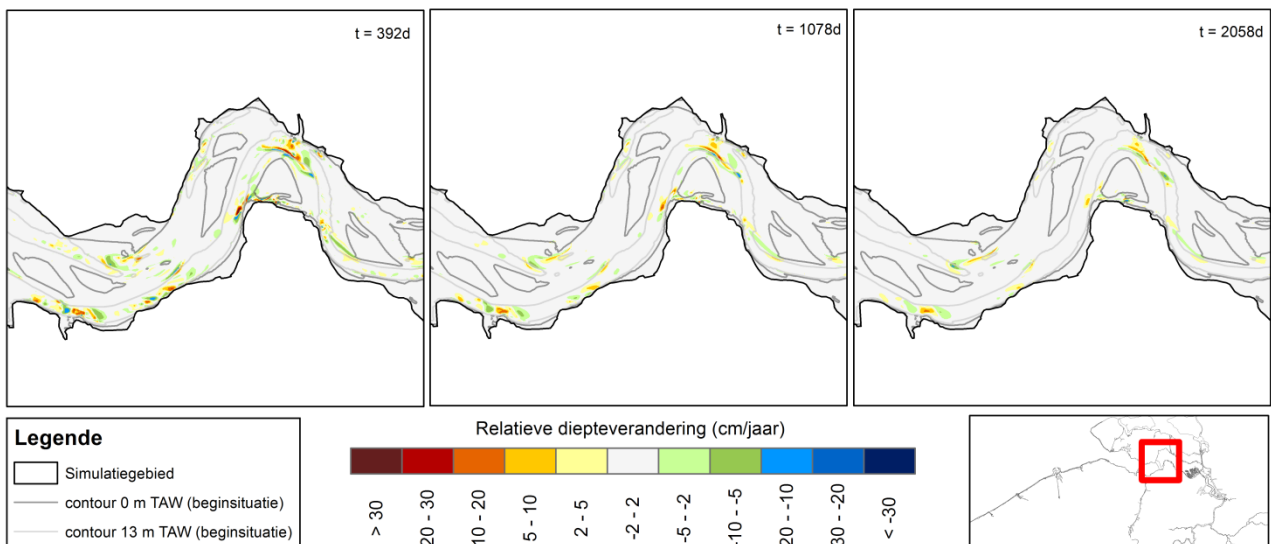 t = 392d
t = 1078d
t = 2058d
Legende
Simulatiegebied
contour 0 m TAW (beginsituatie)
contour 13 m TAW (beginsituatie)
Relatieve diepteverandering (cm/jaar)
> 30
20 - 30
10 - 20
5 - 10
2 - 5
-2 - 2
-5 - -2
-10 - -5
20 - -10
30 - -20
< -30